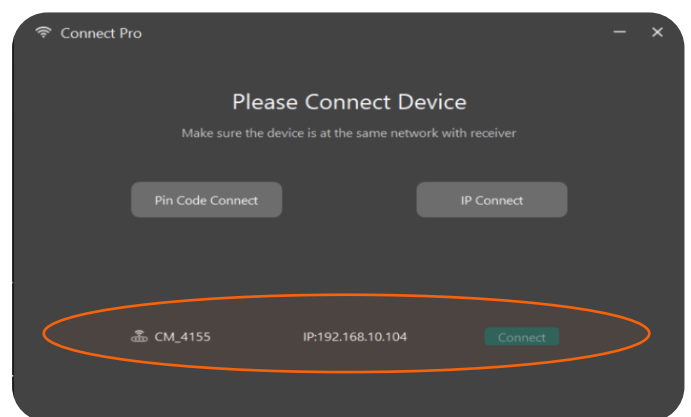 Connect Pro
Please Connect Device
Make sure the device is at the same network with receiver
Pin Code Connect IP Connect
CM_4155 IP:192.168.10.104 Connect